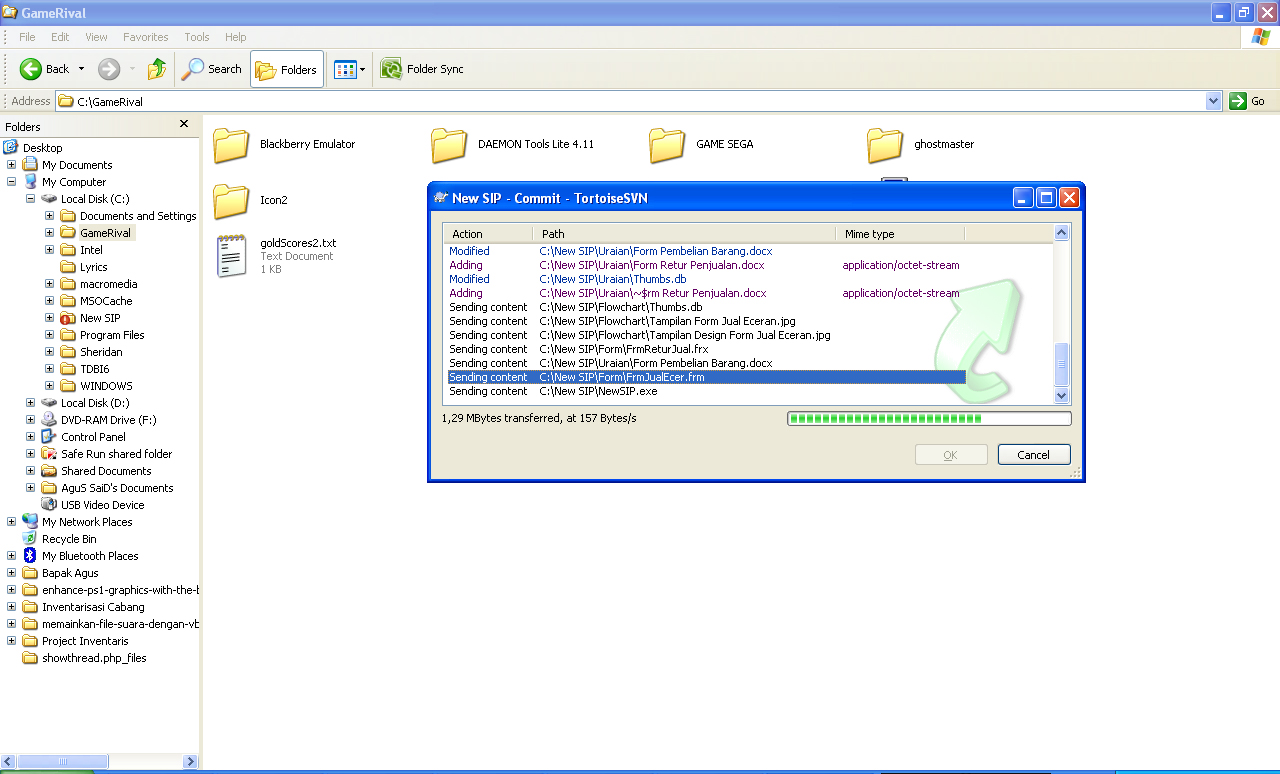 GameRival
File Edit View Favorites Tools Help
Back Search Folders Folder Sync
Address C:\GameRival Go
Folders
Desktop
My Documents
My Computer
Local Disk (C:)
Documents and Settings
GameRival
Intel
Lyrics
macromedia
MSOCache
New SIP
Program Files
Sheridan
TDBI6
WINDOWS
Local Disk (D:)
DVD-RAM Drive (F:)
Control Panel
Safe Run shared folder
Shared Documents
AguS SaiD's Documents
USB Video Device
My Network Places
Recycle Bin
My Bluetooth Places
Bapak Agus
enhance-ps1-graphics-with-the-b
Inventarisasi Cabang
memainkan-file-suara-dengan-vb
Project Inventaris
showthread.php_files
Blackberry Emulator
DAEMON Tools Lite 4.11
GAME SEGA
ghostmaster
Icon2
goldScores2.txt
Text Document
1 KB
New SIP - Commit - TortoiseSVN
Action Path Mime type
Modified C:\New SIP\Uraian\Form Pembelian Barang.docx
Adding C:\New SIP\Uraian\Form Retur Penjualan.docx application/octet-stream
Modified C:\New SIP\Uraian\Thumbs.db
Adding C:\New SIP\Uraian\~$rm Retur Penjualan.docx application/octet-stream
Sending content C:\New SIP\Flowchart\Thumbs.db
Sending content C:\New SIP\Flowchart\Tampilan Form Jual Eceran.jpg
Sending content C:\New SIP\Flowchart\Tampilan Design Form Jual Eceran.jpg
Sending content C:\New SIP\Form\FrmReturJual.frx
Sending content C:\New SIP\Uraian\Form Pembelian Barang.docx
Sending content C:\New SIP\Form\FrmJualEcer.frm
Sending content C:\New SIP\NewSIP.exe
1,29 MBytes transferred, at 157 Bytes/s
OK Cancel